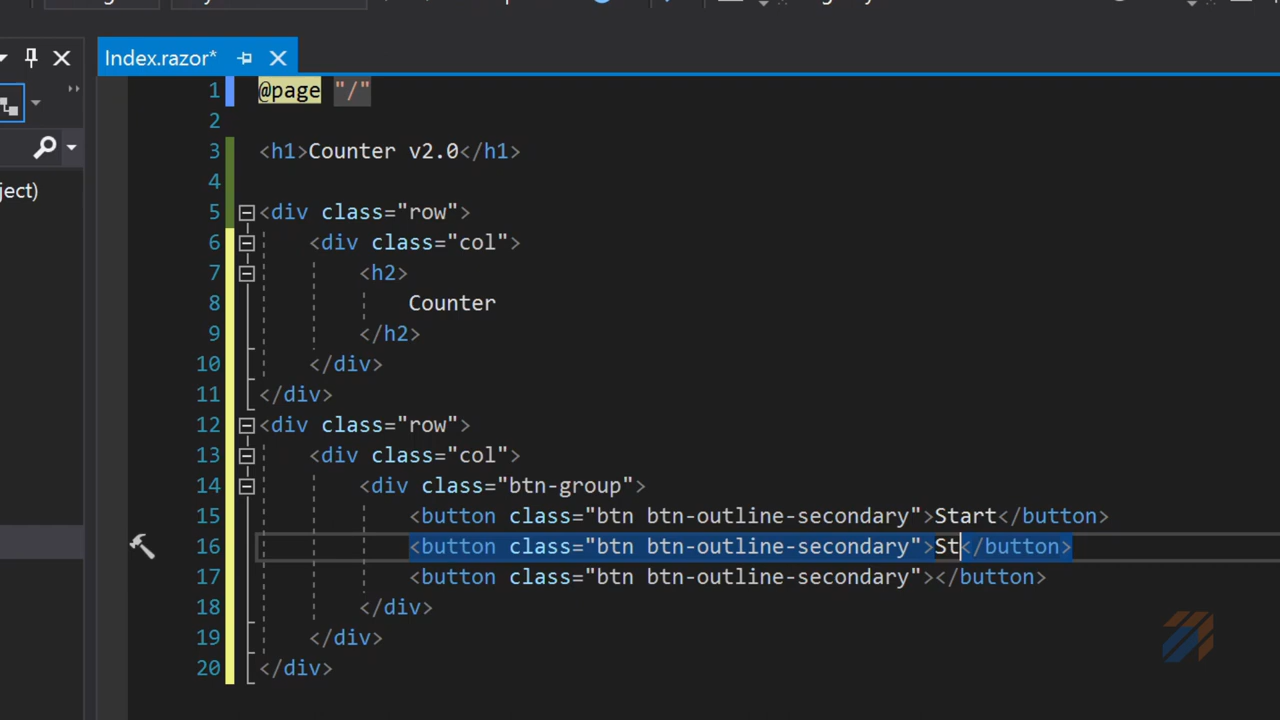 Index.razor*
ject)
1 @page "/"
2
3 <h1>Counter v2.0</h1>
4
5 <div class="row">
6 <div class="col">
7 <h2>
8 Counter
9 </h2>
10 </div>
11 </div>
12 <div class="row">
13 <div class="col">
14 <div class="btn-group">
15 <button class="btn btn-outline-secondary">Start</button>
16 <button class="btn btn-outline-secondary">St</button>
17 <button class="btn btn-outline-secondary"></button>
18 </div>
19 </div>
20 </div>